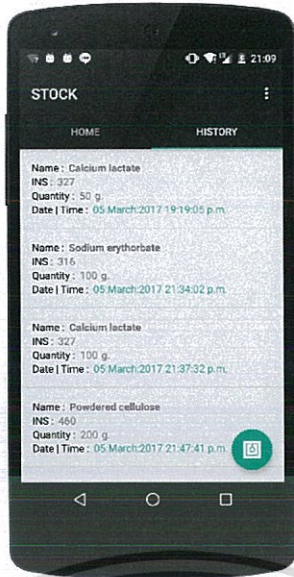 21:09
STOCK
HOME HISTORY
Name : Calcium lactate
INS : 327
Quantity : 50 g.
Date | Time : 05 March 2017 19:19:05 p.m.
Name : Sodium erythorbate
INS : 316
Quantity : 100 g.
Date | Time : 05 March 2017 21:34:02 p.m.
Name : Calcium lactate
INS : 327
Quantity : 100 g.
Date | Time : 05 March 2017 21:37:32 p.m.
Name : Powdered cellulose
INS : 460
Quantity : 200 g.
Date | Time : 05 March 2017 21:47:41 p.m.